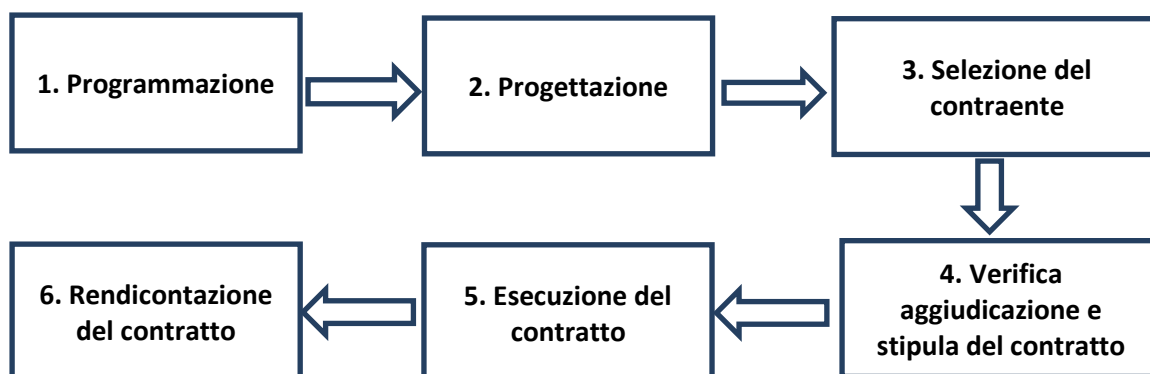 1. Programmazione
2. Progettazione
3. Selezione del
contraente
4. Verifica
aggiudicazione e
stipula del contratto
5. Esecuzione del
contratto
6. Rendicontazione
del contratto